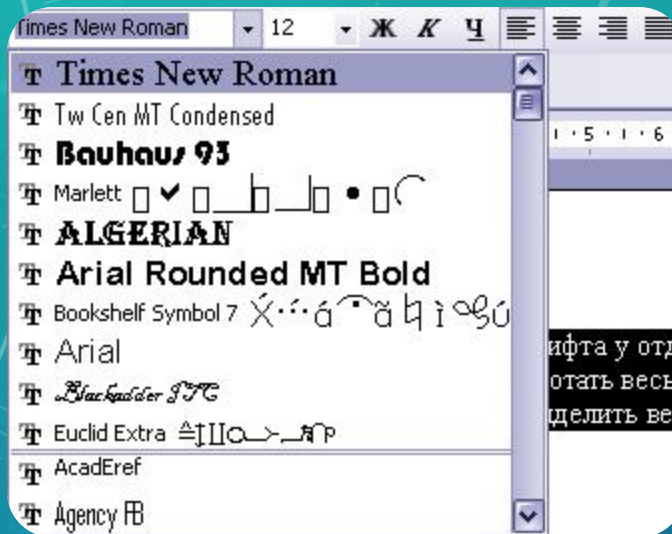 Times New Roman 12 Ж К Ч
Times New Roman
Tw Cen MT Condensed
Bauhaus 93
Marlett
ALGERIAN
Arial Rounded MT Bold
Bookshelf Symbol 7
Arial
Blackadder ITC
Euclid Extra
AcadEref
Agency FB
1 · 5 · 1 · 6
ифта у отд
отать весь
делить ве